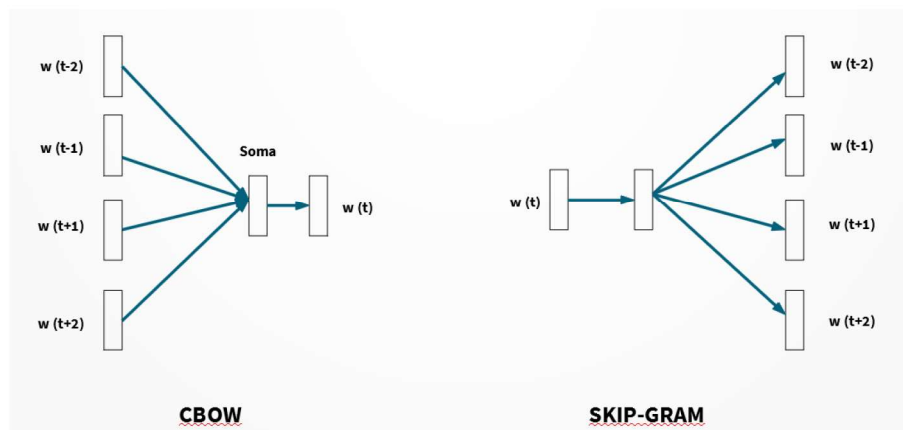 w (t-2)
w (t-1)
w (t+1)
w (t+2)
Soma
w (t)
CBOW
w (t)
w (t-2)
w (t-1)
w (t+1)
w (t+2)
SKIP-GRAM